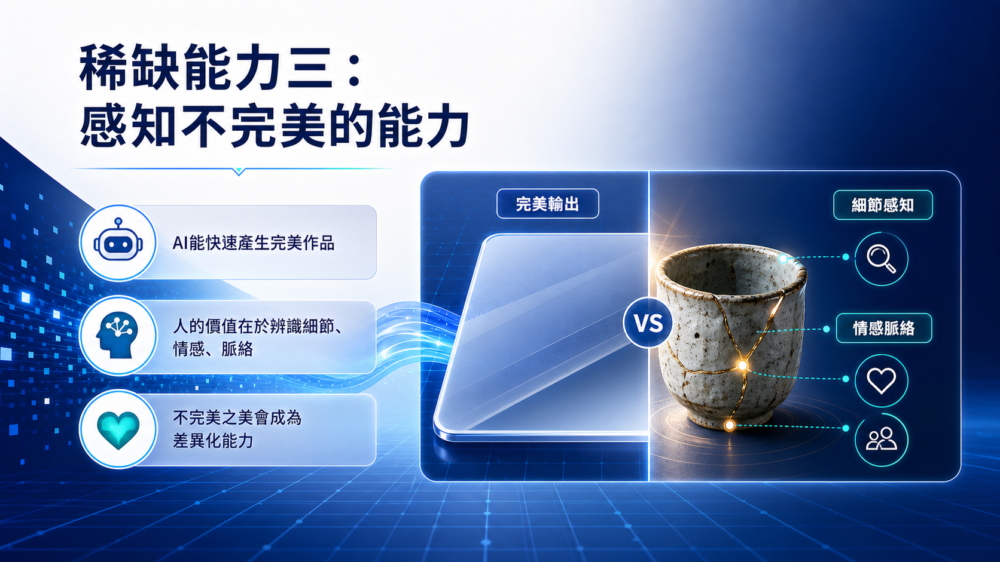 稀缺能力三：
感知不完美的能力
AI能快速產生完美作品
人的價值在於辨識細節、
情感、脈絡
不完美之美會成為
差異化能力
完美輸出
VS
細節感知
情感脈絡